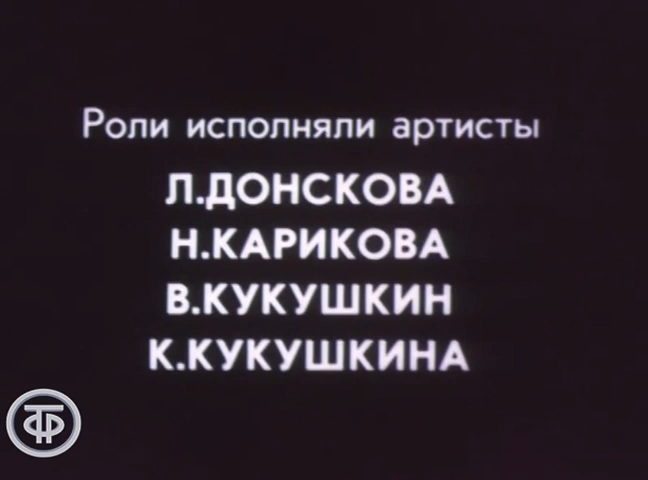 Роли исполняли артисты
Л.ДОНСКОВА
Н.КАРИКОВА
В.КУКУШКИН
К.КУКУШКИНА